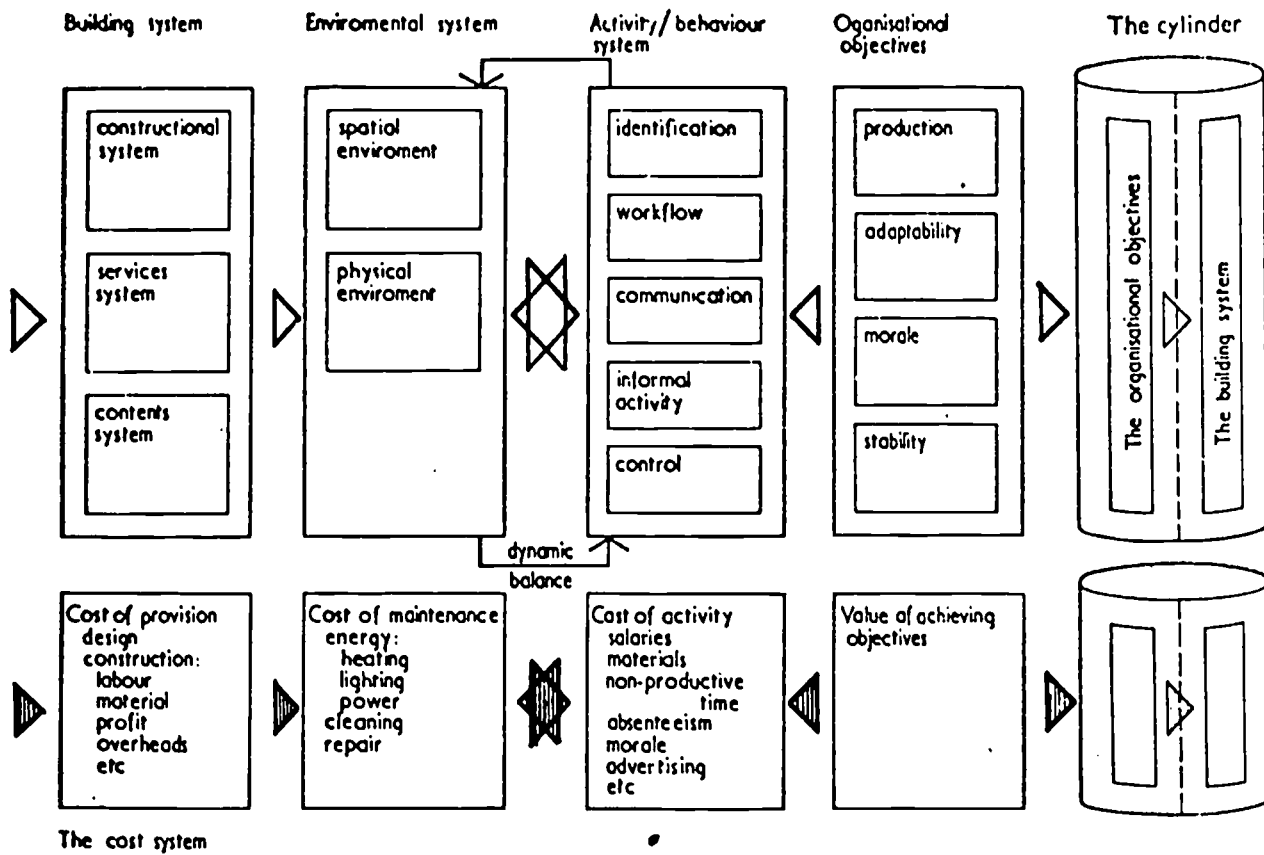 Building system
Enviromental system
Activity/behaviour
system
Oganisational
objectives
The cylinder
constructional
system
services
system
contents
system
spatial
enviroment
physical
enviroment
identification
workflow
communication
informal
activity
control
production
adaptability
morale
stability
The organisational objectives
The building system
dynamic
balance
Cost of provision
design
construction:
labour
material
profit
overheads
etc
Cost of maintenance
energy:
heating
lighting
power
cleaning
repair
Cost of activity
salaries
materials
non-productive
time
absenteeism
morale
advertising
etc
Value of achieving
objectives
The cost system